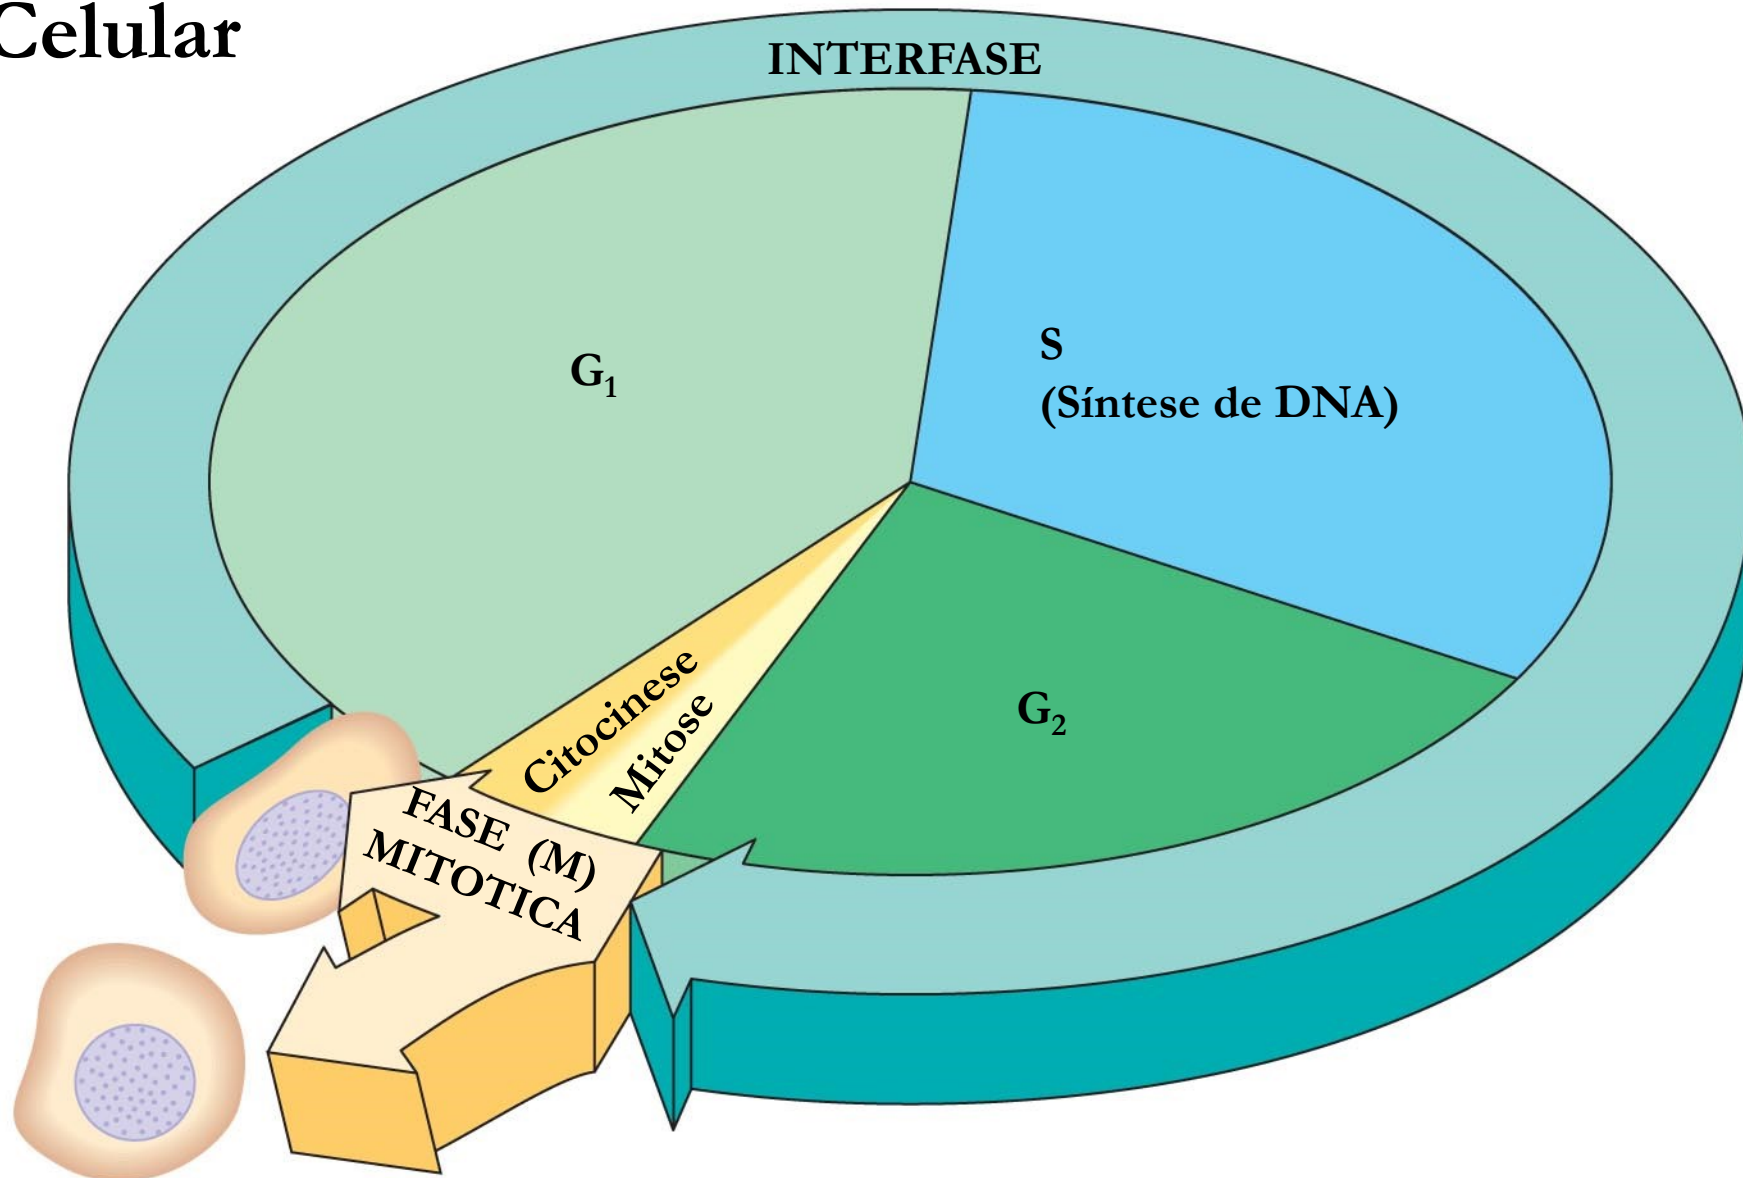 Celular
INTERFASE
G₁
S
(Síntese de DNA)
Citocinese
Mitose
G₂
FASE (M)
MITOTICA